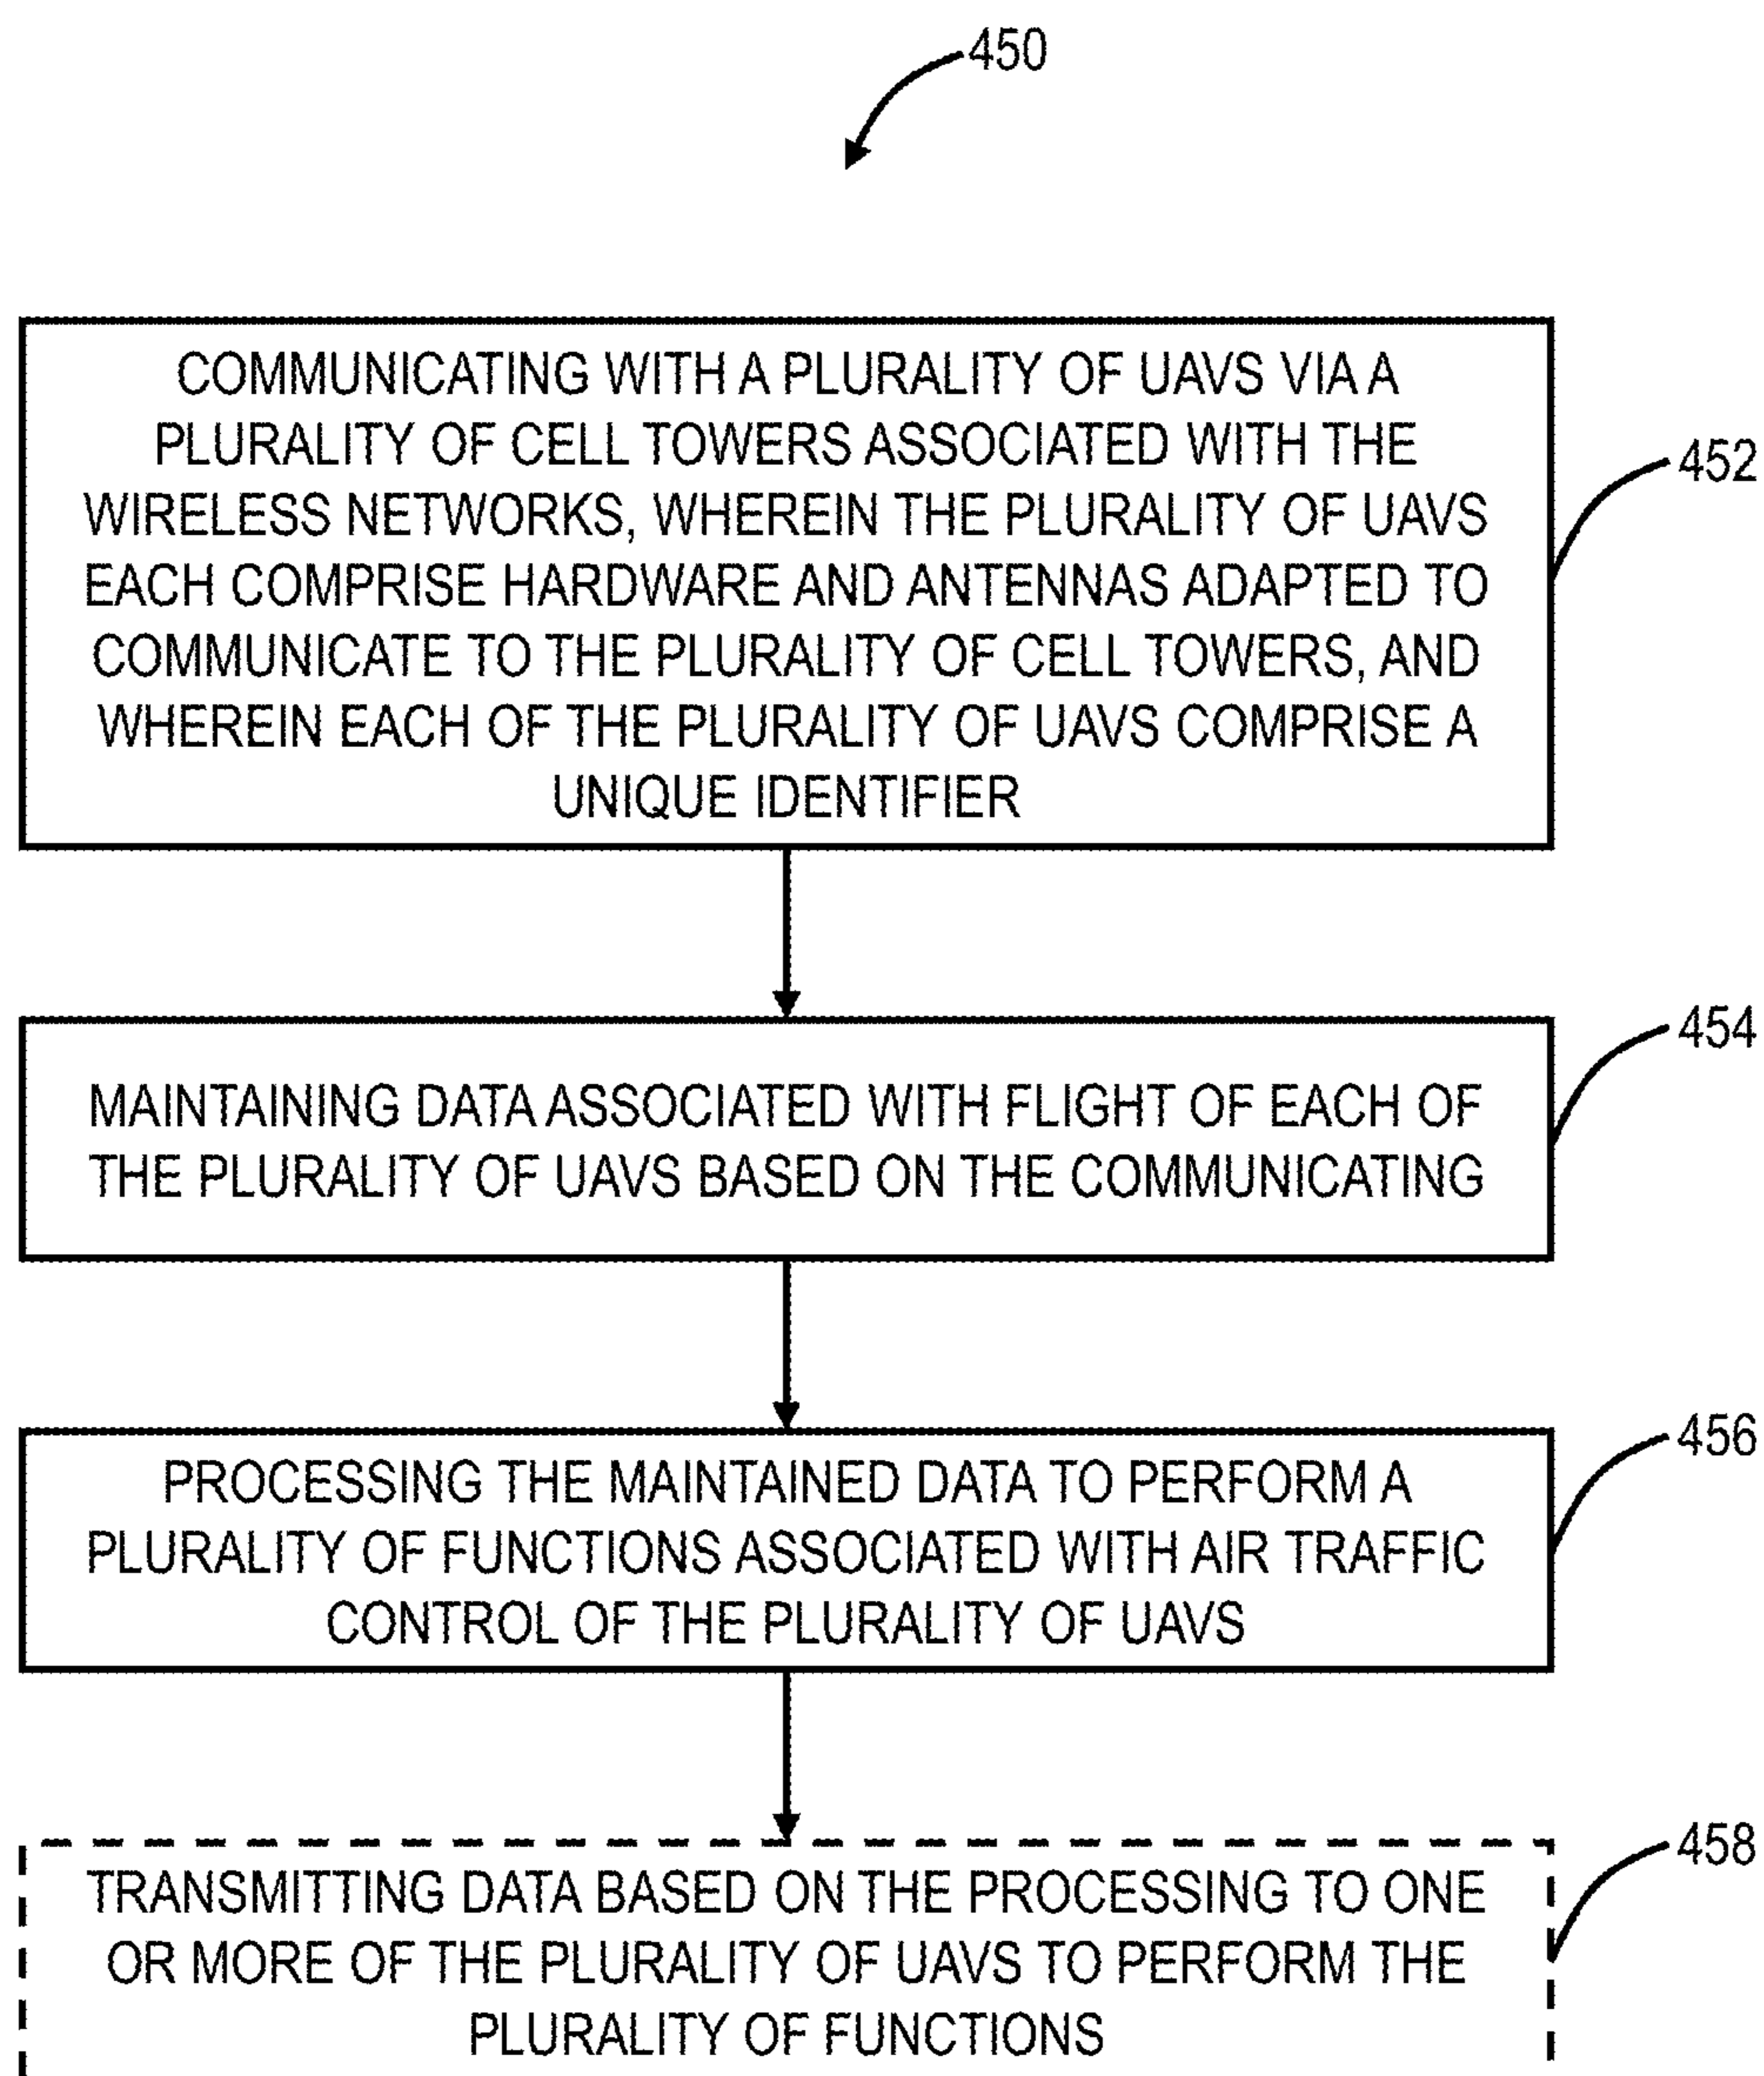 450
COMMUNICATING WITH A PLURALITY OF UAVS VIA A
PLURALITY OF CELL TOWERS ASSOCIATED WITH THE
WIRELESS NETWORKS, WHEREIN THE PLURALITY OF UAVS
EACH COMPRISE HARDWARE AND ANTENNAS ADAPTED TO
COMMUNICATE TO THE PLURALITY OF CELL TOWERS, AND
WHEREIN EACH OF THE PLURALITY OF UAVS COMPRISE A
UNIQUE IDENTIFIER
452
MAINTAINING DATA ASSOCIATED WITH FLIGHT OF EACH OF
THE PLURALITY OF UAVS BASED ON THE COMMUNICATING
454
PROCESSING THE MAINTAINED DATA TO PERFORM A
PLURALITY OF FUNCTIONS ASSOCIATED WITH AIR TRAFFIC
CONTROL OF THE PLURALITY OF UAVS
456
TRANSMITTING DATA BASED ON THE PROCESSING TO ONE
OR MORE OF THE PLURALITY OF UAVS TO PERFORM THE
PLURALITY OF FUNCTIONS
458